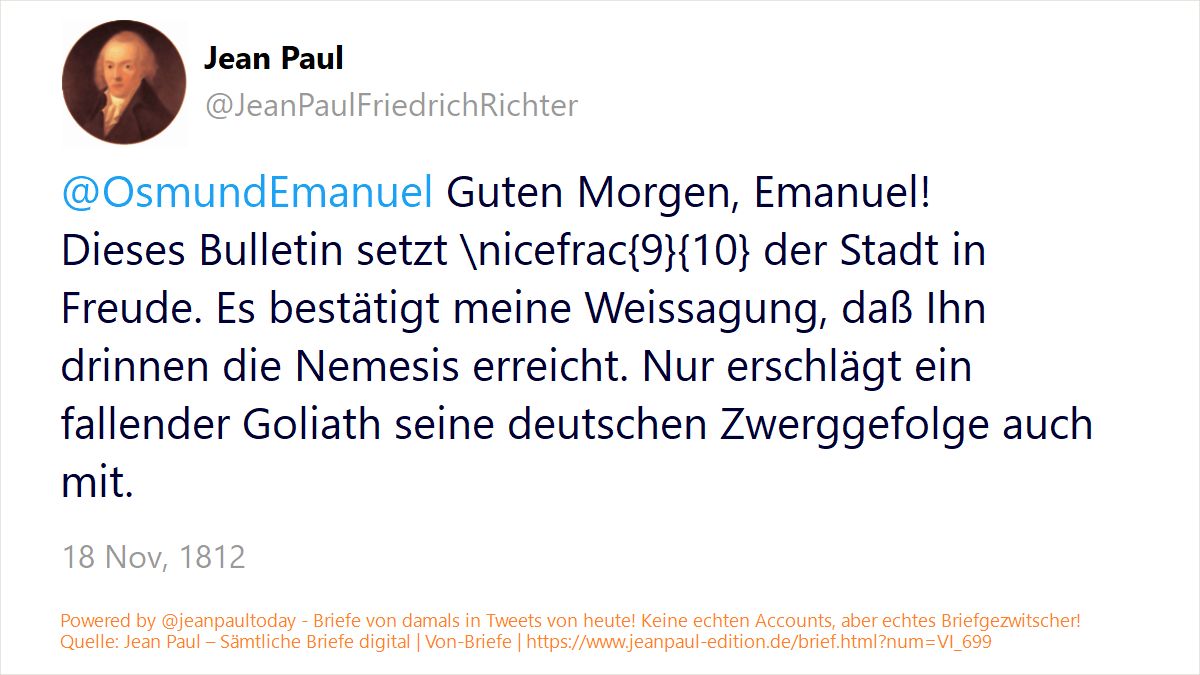 Jean Paul
@JeanPaulFriedrichRichter
@OsmundEmanuel Guten Morgen, Emanuel!
Dieses Bulletin setzt \nicefrac{9}{10} der Stadt in
Freude. Es bestätigt meine Weissagung, daß Ihn
drinnen die Nemesis erreicht. Nur erschlägt ein
fallender Goliath seine deutschen Zwerggefolge auch
mit.
18 Nov, 1812
Powered by @jeanpaultoday - Briefe von damals in Tweets von heute! Keine echten Accounts, aber echtes Briefgezwitscher!
Quelle: Jean Paul – Sämtliche Briefe digital | Von-Briefe | https://www.jeanpaul-edition.de/brief.html?num=VI_699